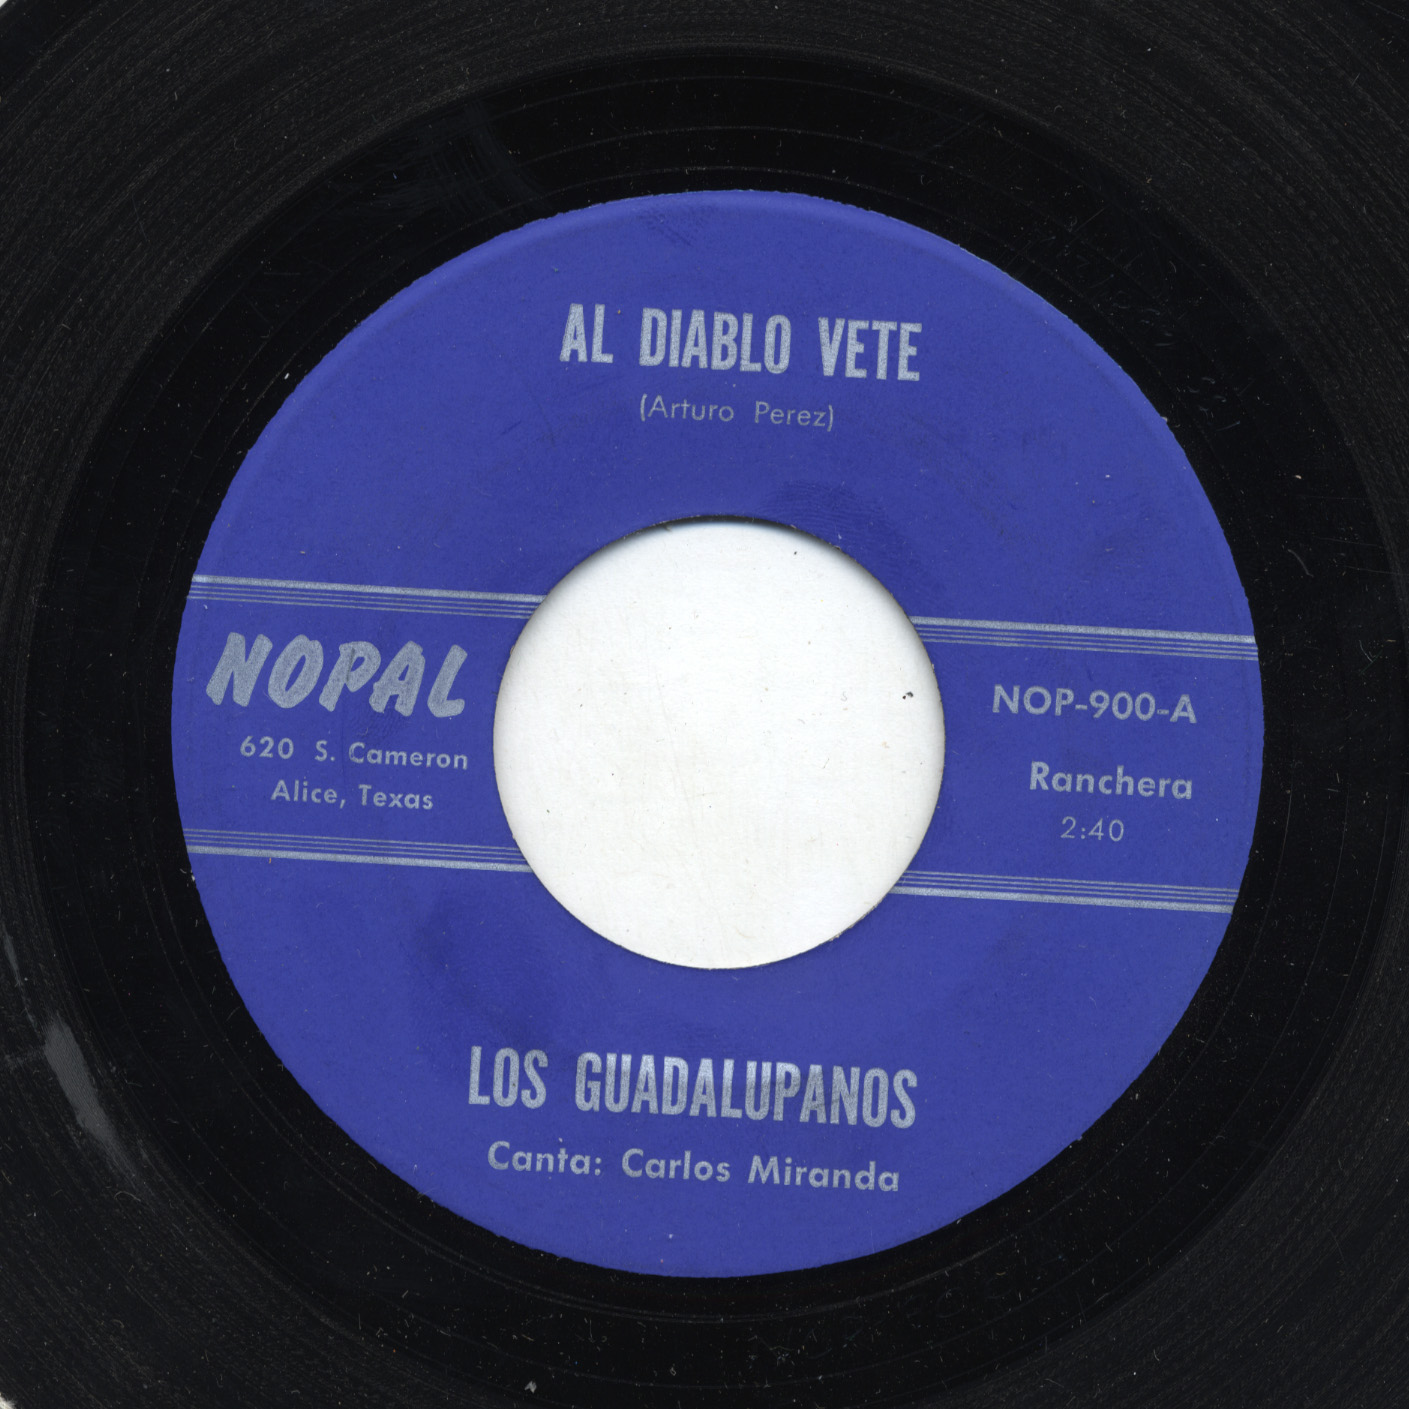 AL DIABLO VETE
(Arturo Perez)
NOPAL
620 S. Cameron
Alice, Texas
NOP-900-A
Ranchera
2:40
LOS GUADALUPANOS
Canta: Carlos Miranda